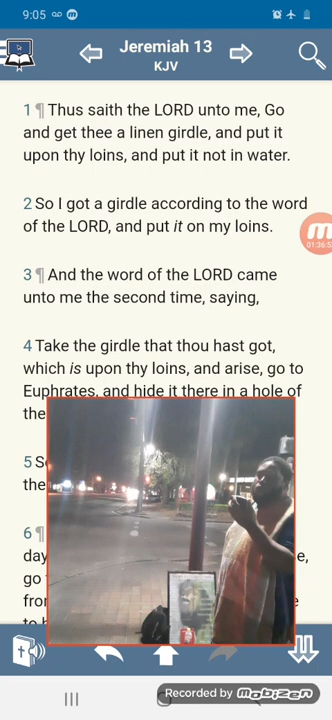 9:05
Jeremiah 13
KJV
1 ¶ Thus saith the LORD unto me, Go
and get thee a linen girdle, and put it
upon thy loins, and put it not in water.
2 So I got a girdle according to the word
of the LORD, and put it on my loins.
3 ¶ And the word of the LORD came
unto me the second time, saying,
01:36:5
4 Take the girdle that thou hast got,
which is upon thy loins, and arise, go to
Euphrates, and hide it there in a hole of
the
5
the
6 ¶
day
go
Recorded by mobizen